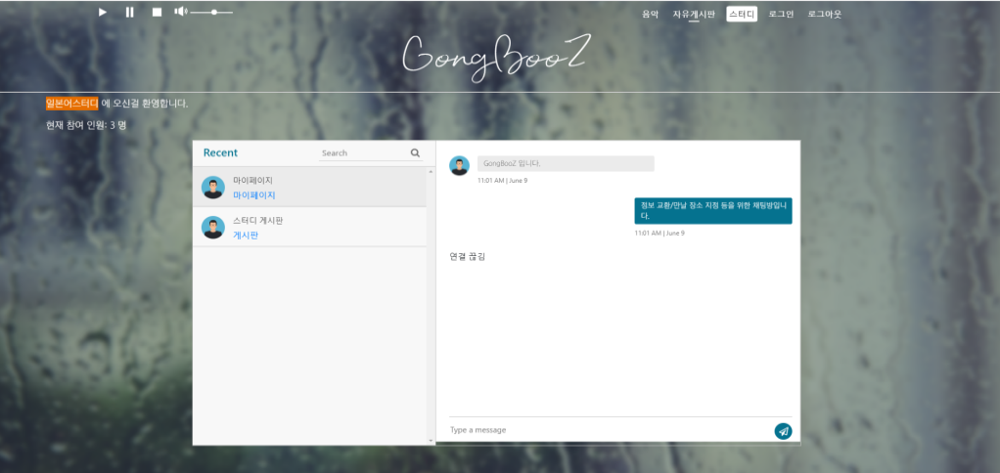 음악 자유게시판 스터디 로그인 로그아웃
GongBooZ
일본어스터디 에 오신걸 환영합니다.
현재 참여 인원: 3 명
Recent
Search
마이페이지
마이페이지
스터디 게시판
게시판
GongBooZ 입니다.
11:01 AM | June 9
정보 교환/만날 장소 지정 등을 위한 채팅방입니
다.
11:01 AM | June 9
연결 끊김
Type a message